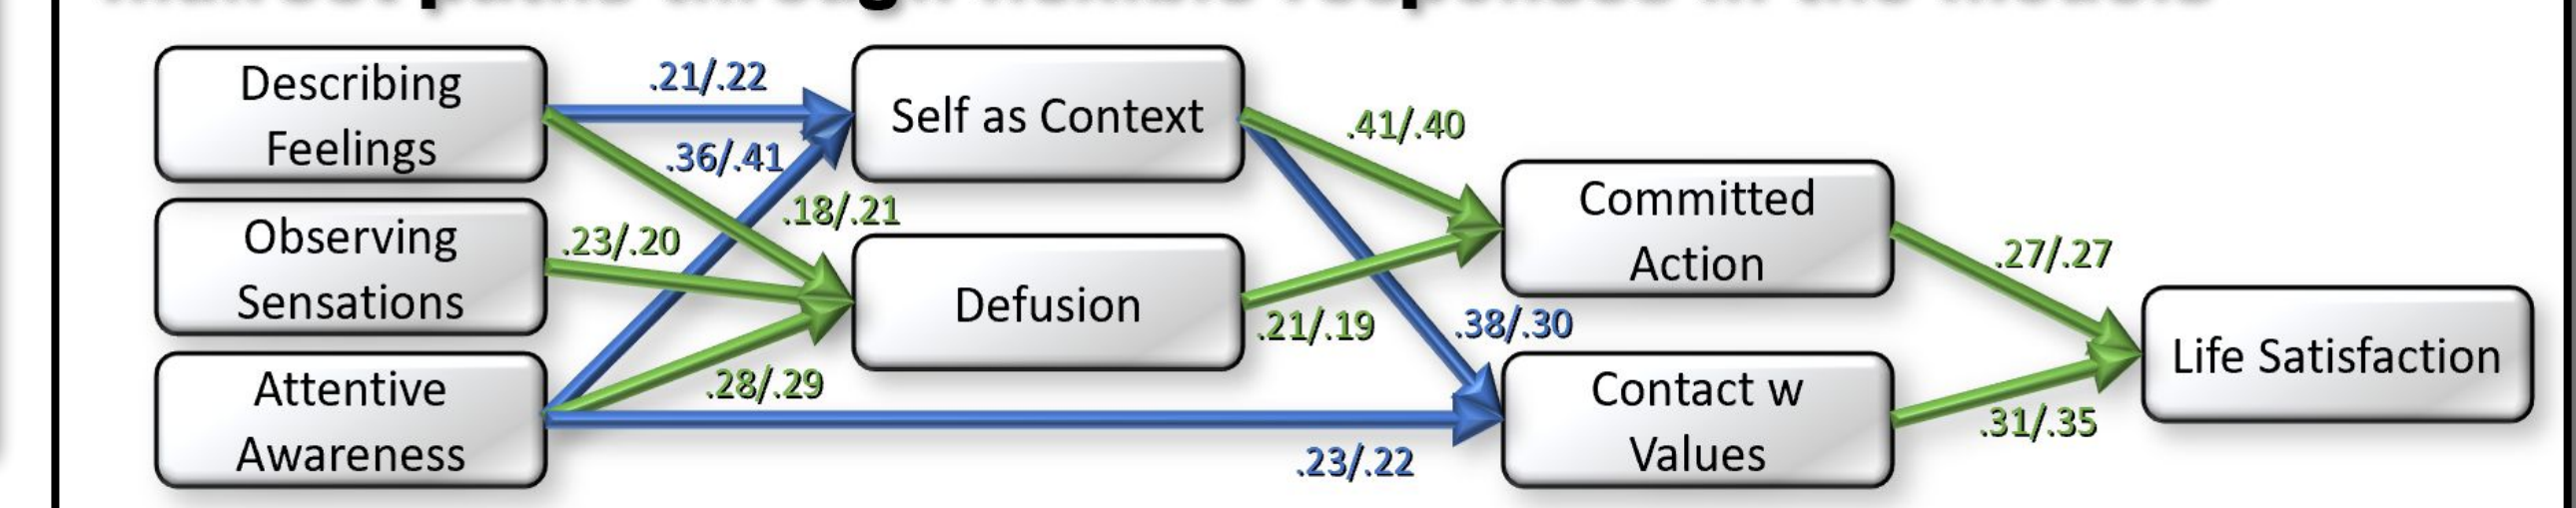 Describing
Feelings
Observing
Sensations
Attentive
Awareness
.21/.22
.36/.41
.18/.21
.23/.20
.28/.29
Self as Context
Defusion
.41/.40
.21/.19
.38/.30
.23/.22
Committed
Action
Contact w
Values
.27/.27
.31/.35
Life Satisfaction